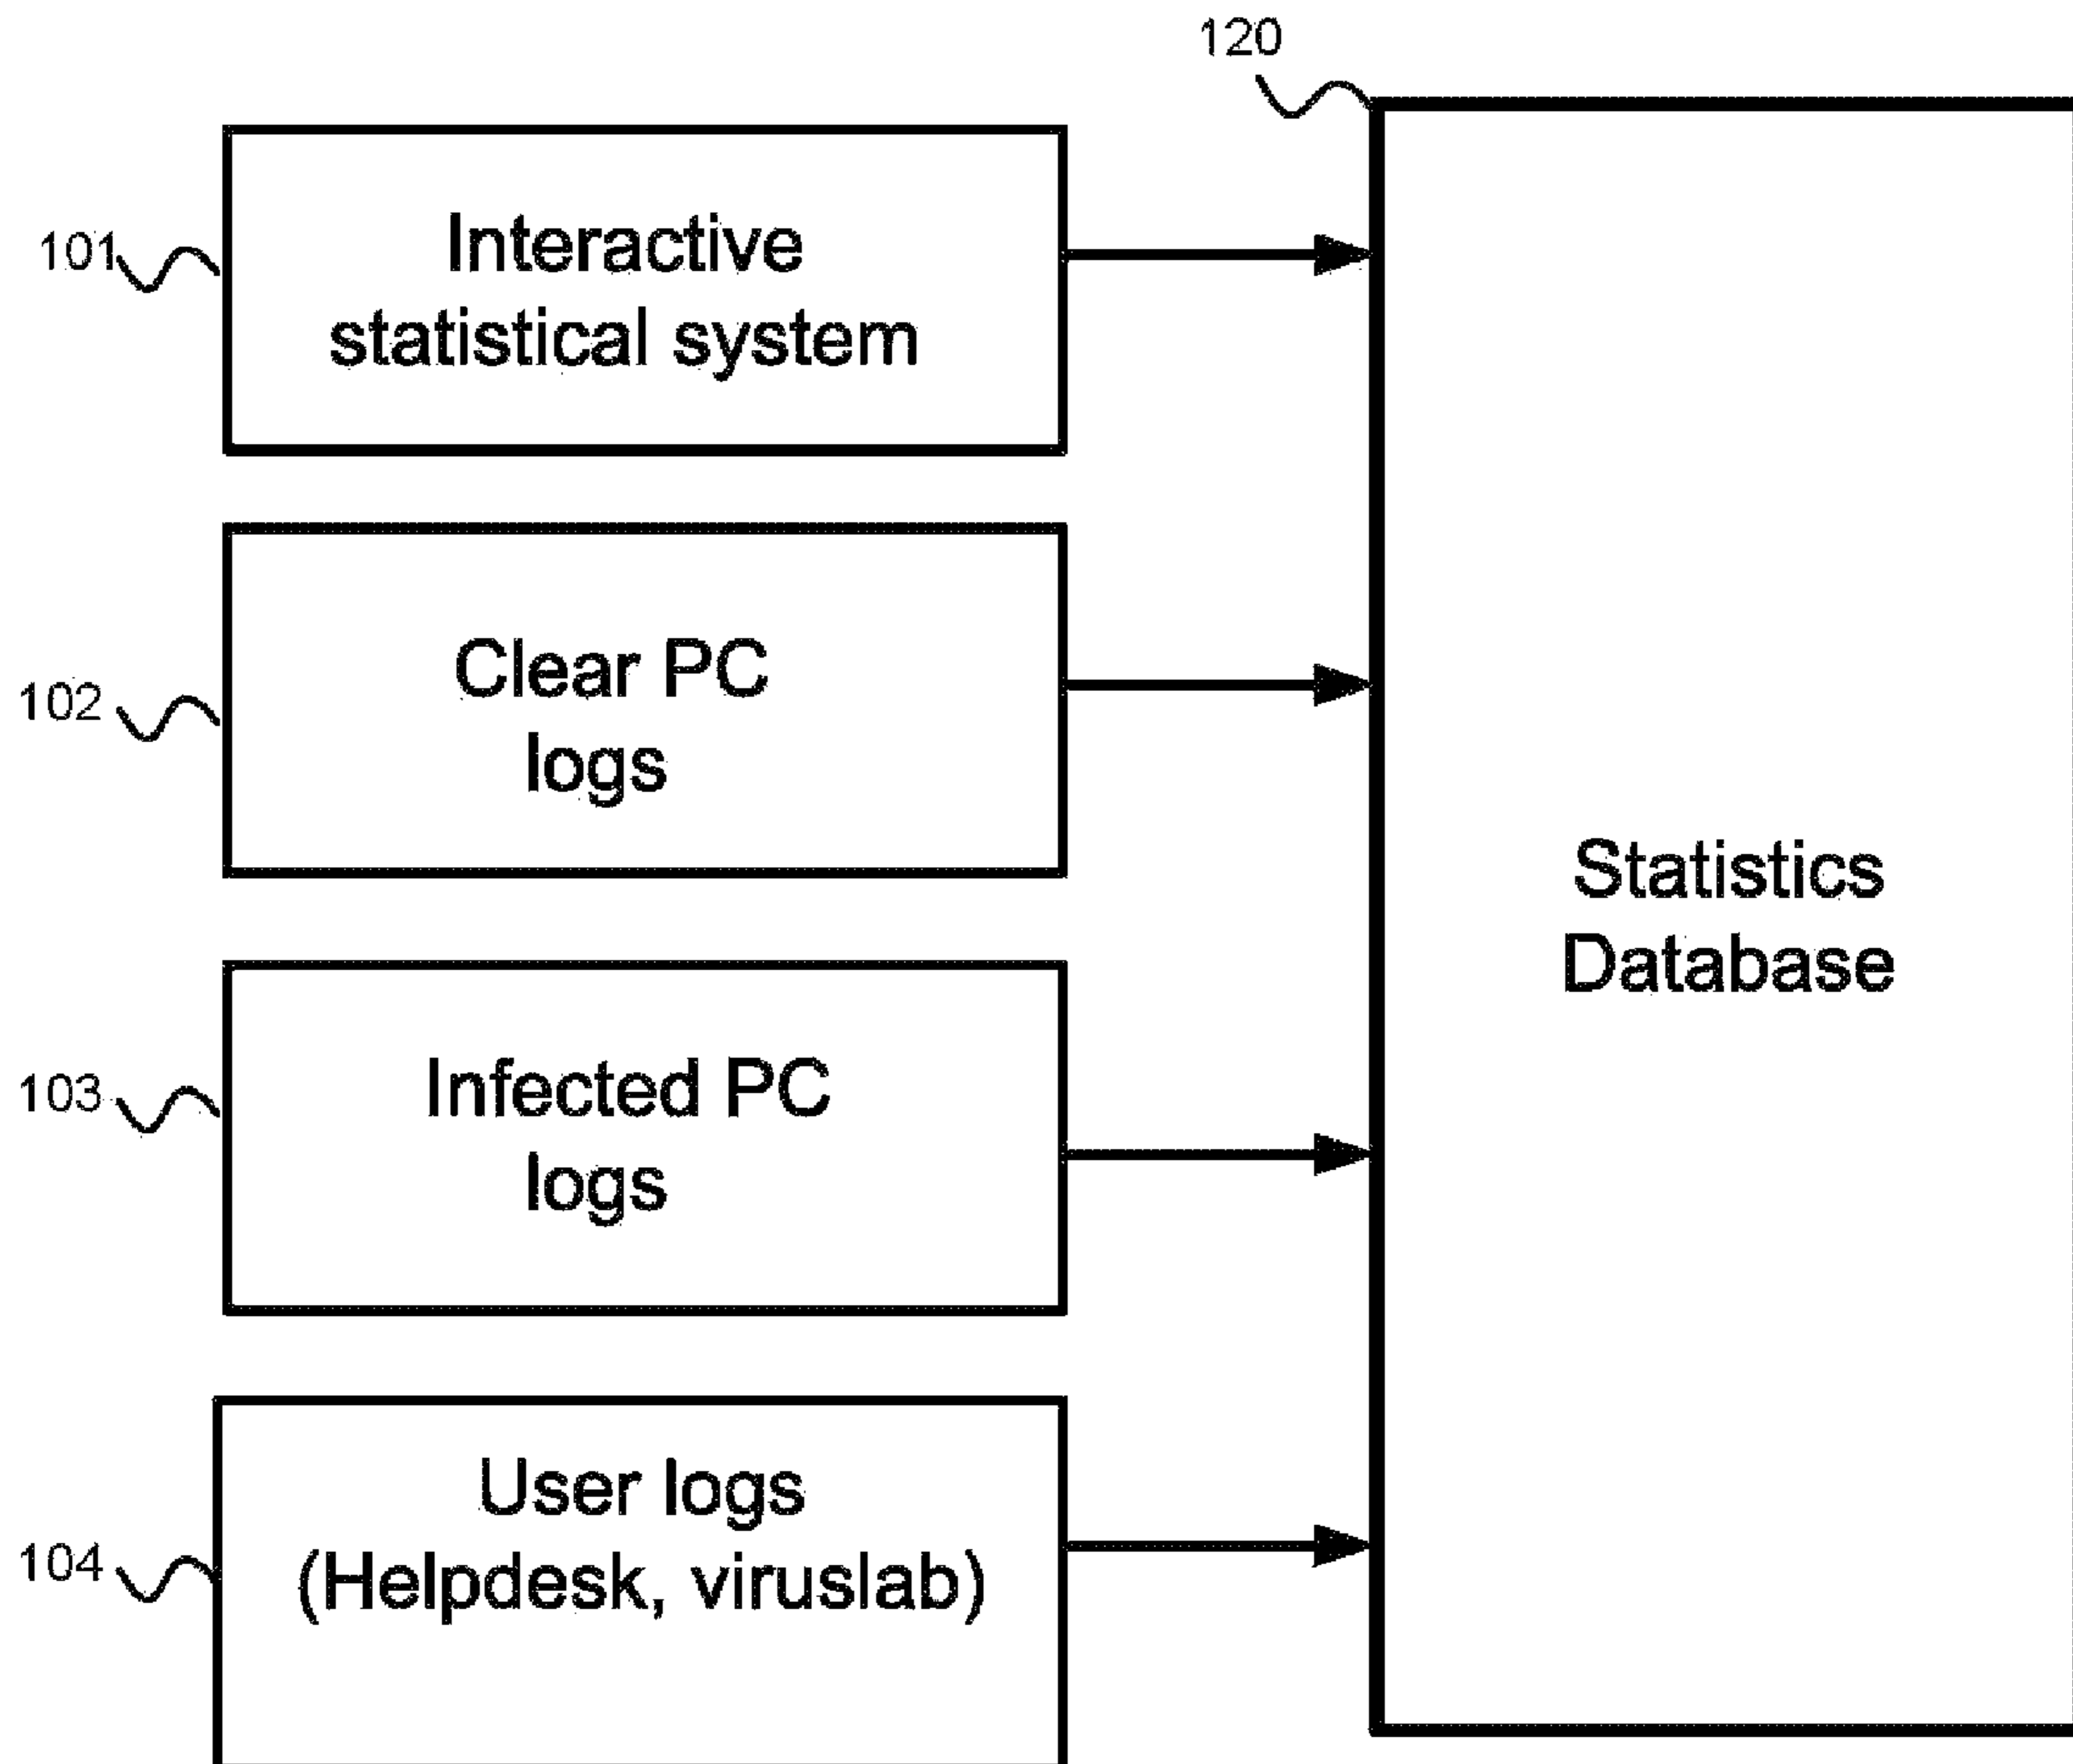 120
101
Interactive
statistical system
102
Clear PC
logs
103
Infected PC
logs
104
User logs
(Helpdesk, viruslab)
Statistics
Database